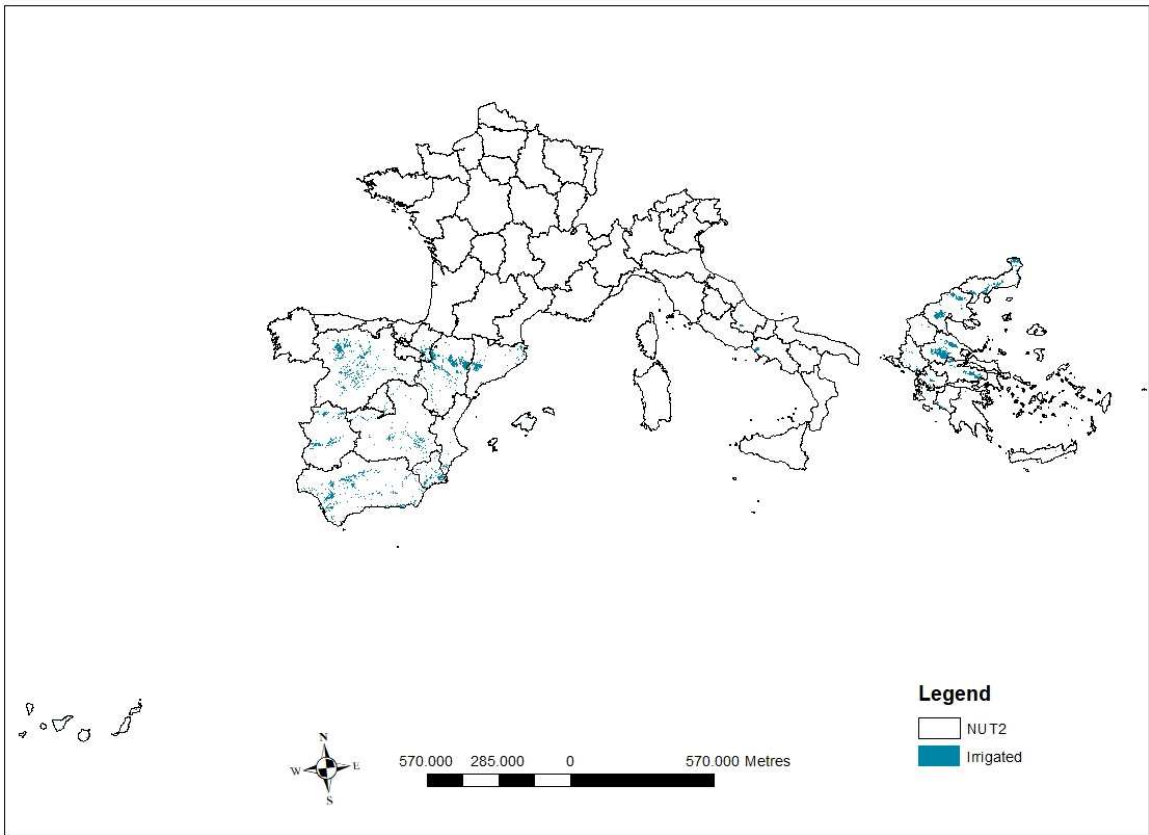 Legend
NUT2
Irrigated
N
W E
S
570.000 285.000 0 570.000 Metres